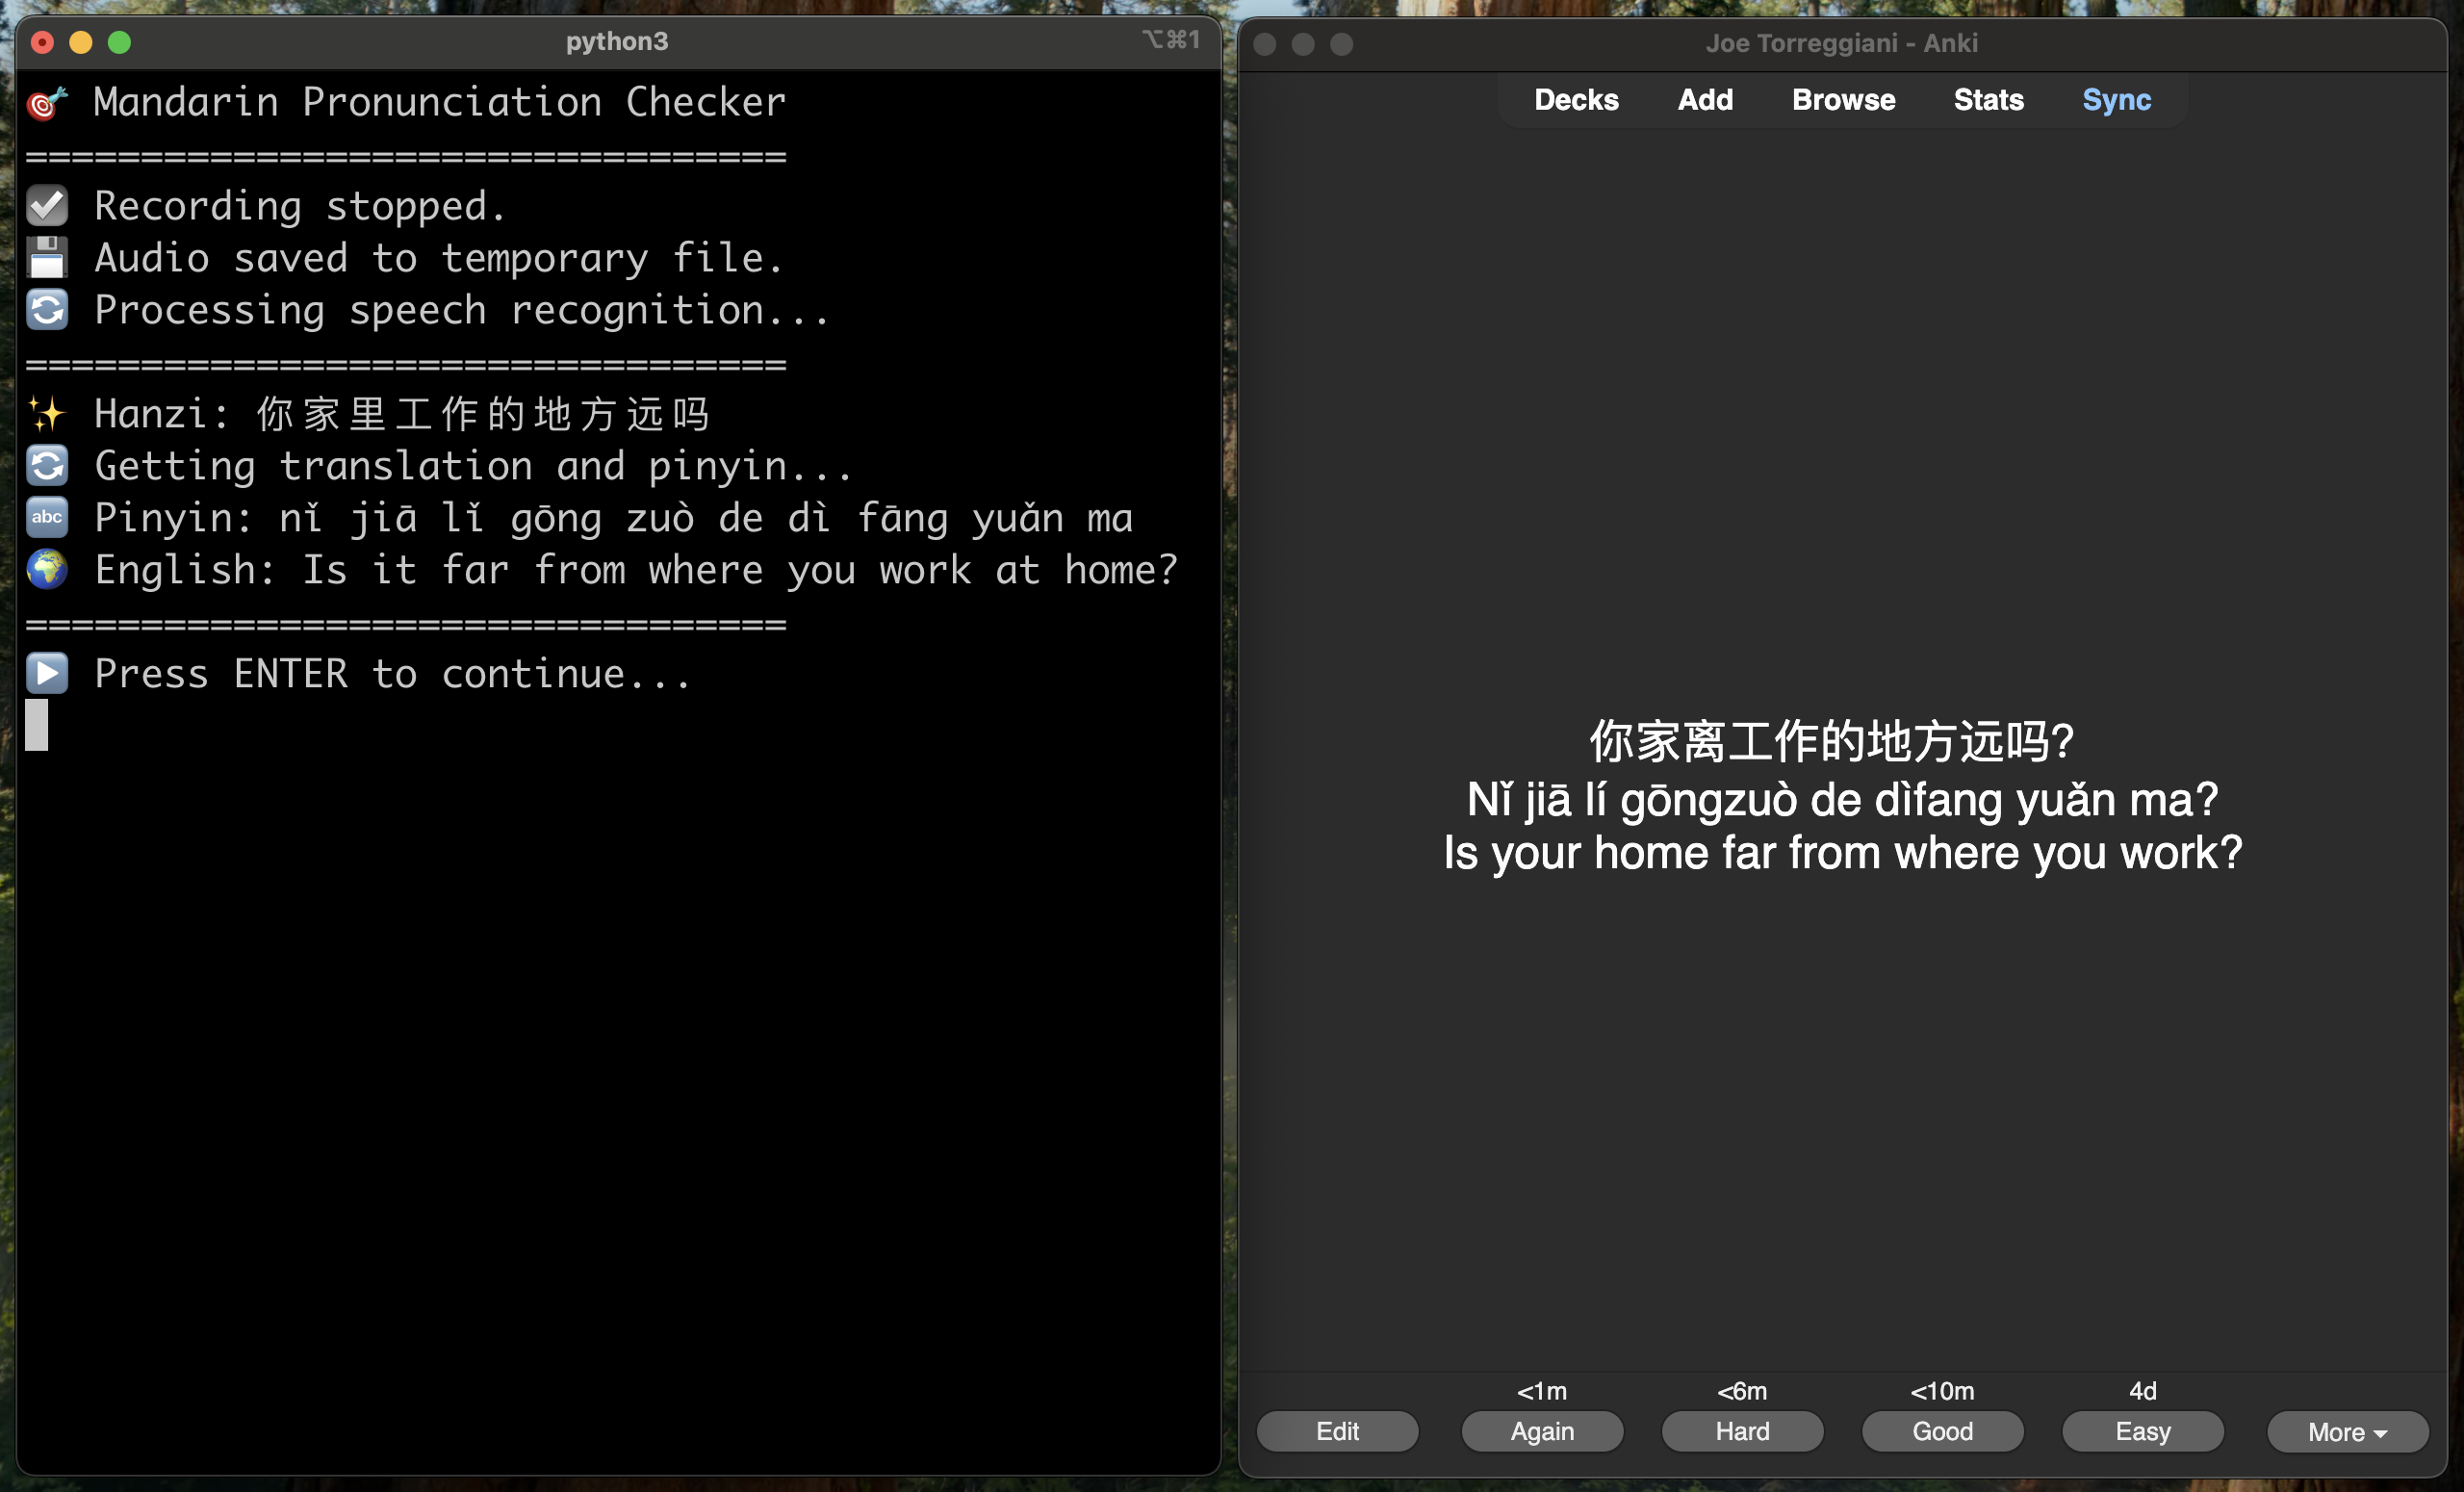 python3
⌥⌘1
🎯 Mandarin Pronunciation Checker
=================================
☑️ Recording stopped.
💾 Audio saved to temporary file.
🔄 Processing speech recognition...
=================================
✨ Hanzi: 你家里工作的地方远吗
🔄 Getting translation and pinyin...
🔤 Pinyin: nǐ jiā lǐ gōng zuò de dì fāng yuǎn ma
🌍 English: Is it far from where you work at home?
=================================
▶️ Press ENTER to continue...
Joe Torreggiani - Anki
Decks Add Browse Stats Sync
你家离工作的地方远吗?
Nǐ jiā lí gōngzuò de dìfang yuǎn ma?
Is your home far from where you work?
<1m <6m <10m 4d
Edit Again Hard Good Easy More